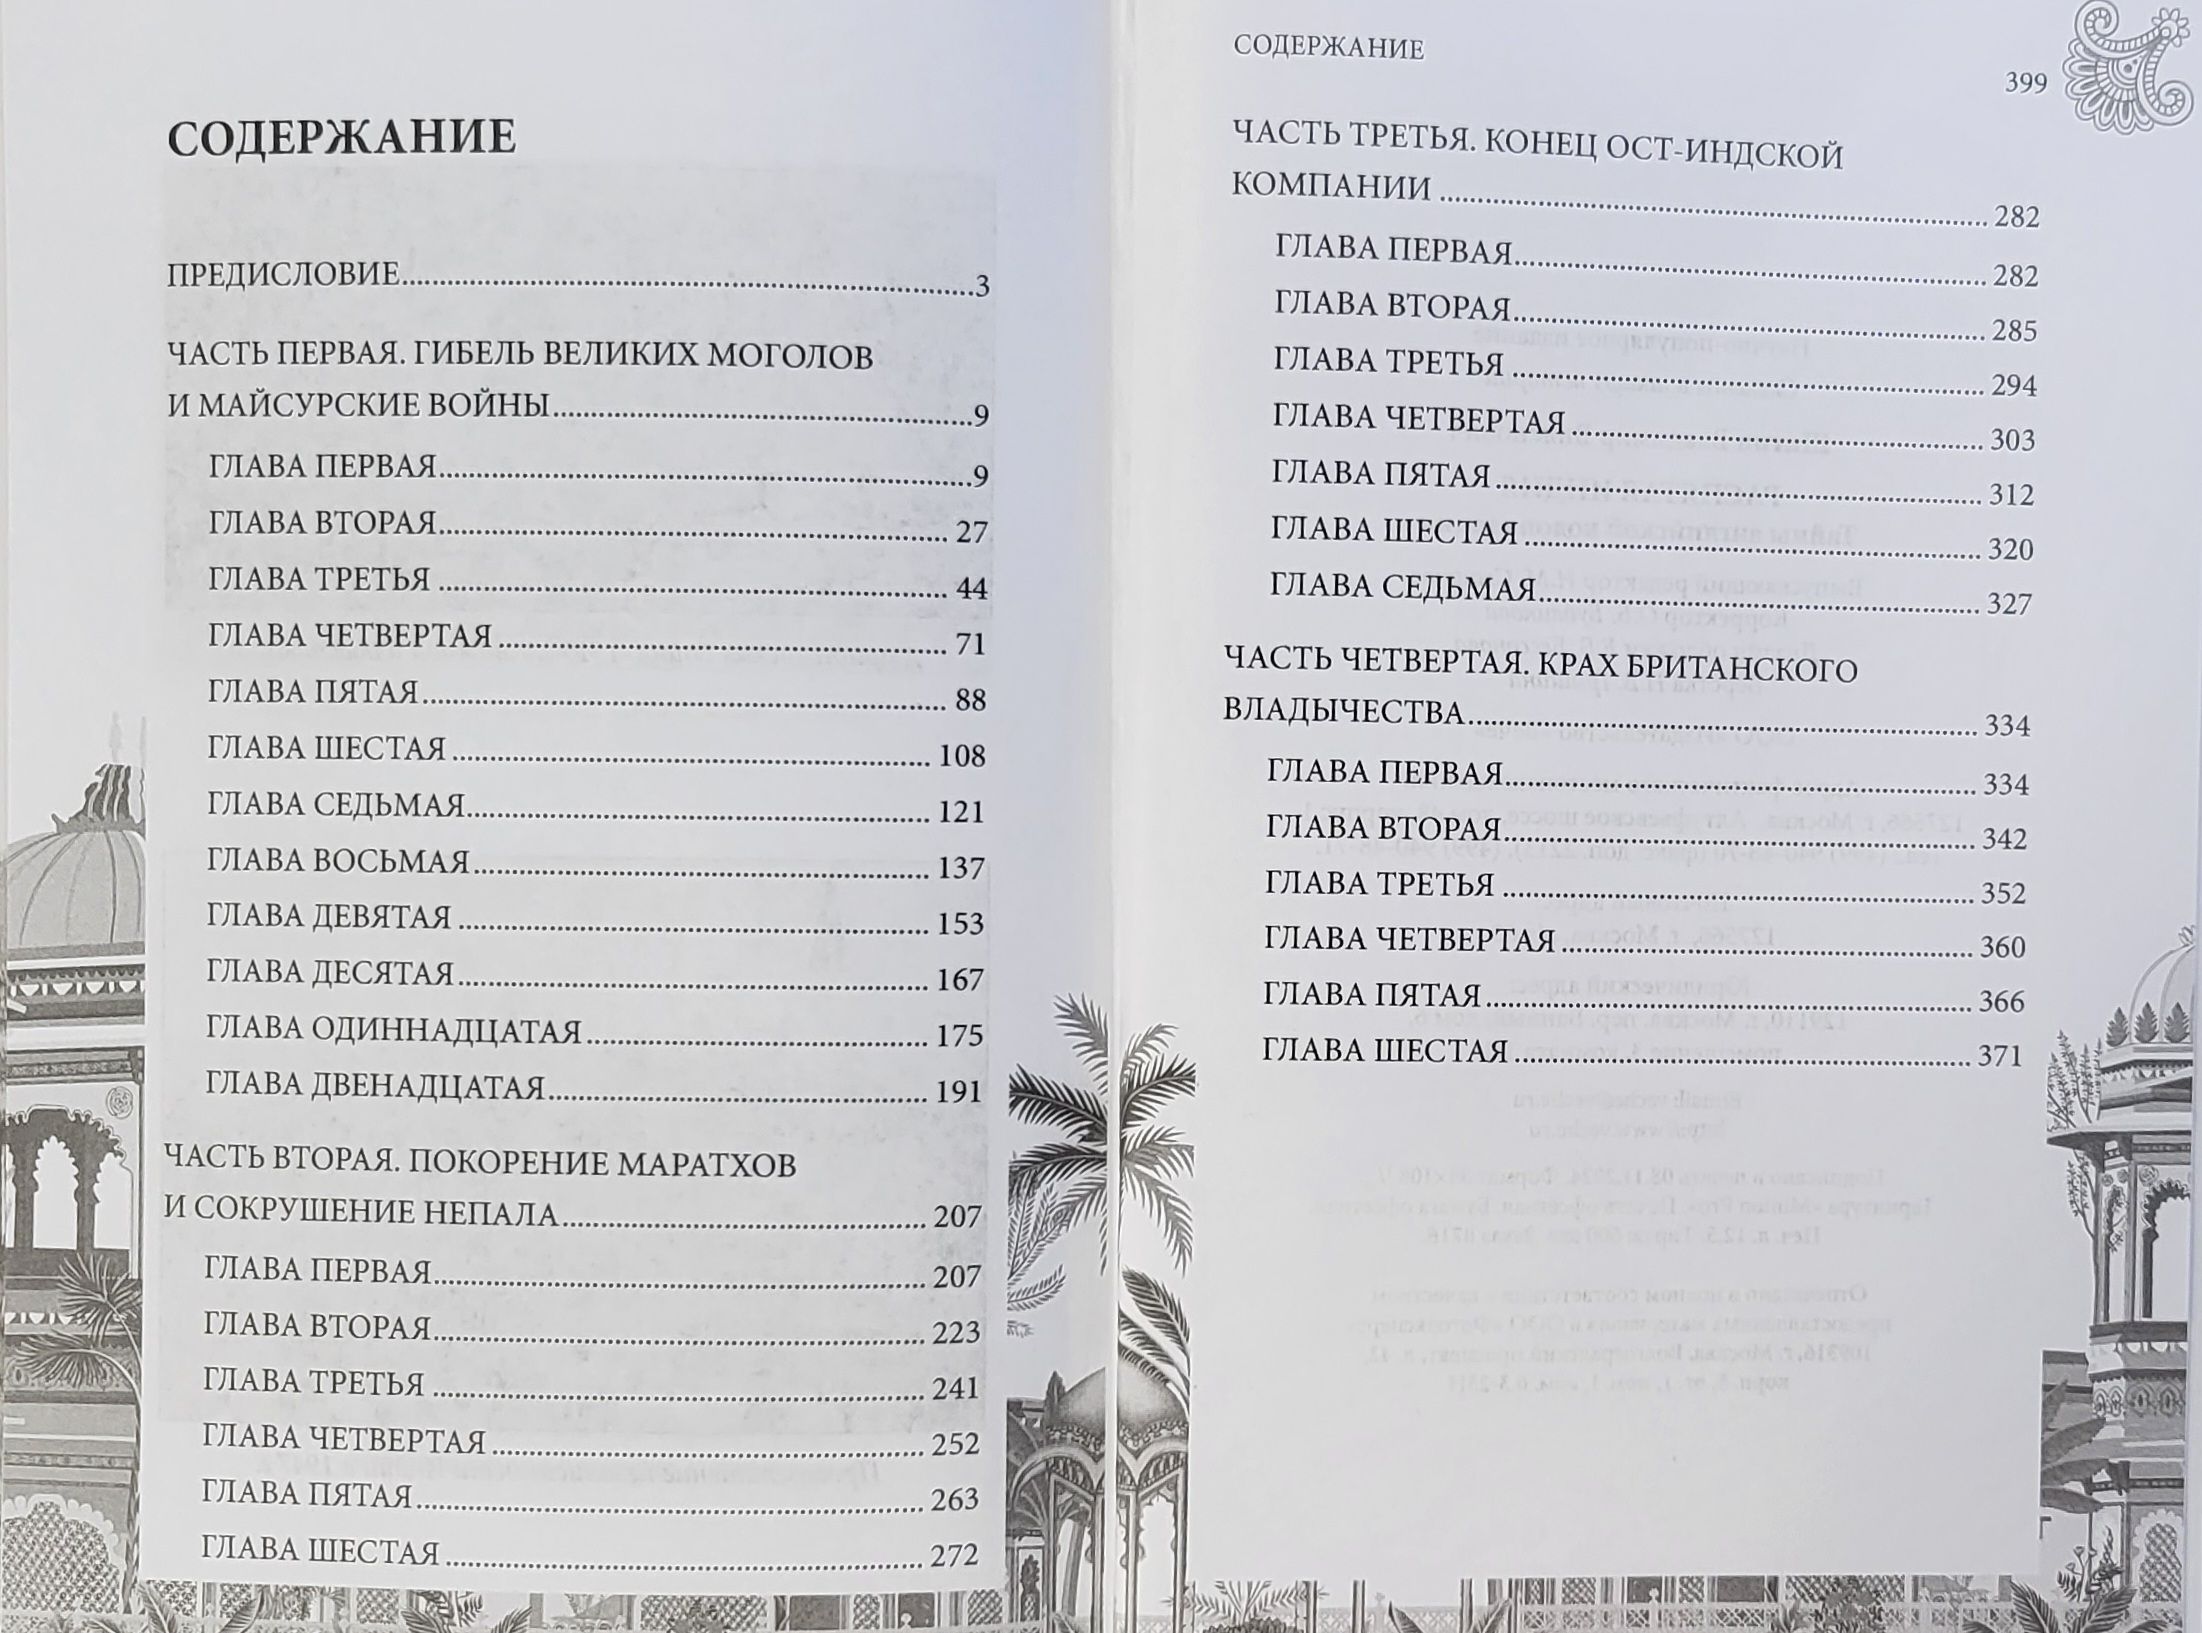 СОДЕРЖАНИЕ
ПРЕДИСЛОВИЕ..........3
ЧАСТЬ ПЕРВАЯ. ГИБЕЛЬ ВЕЛИКИХ МОГОЛОВ
И МАЙСУРСКИЕ ВОЙНЫ..........9
ГЛАВА ПЕРВАЯ..........9
ГЛАВА ВТОРАЯ.......... 27
ГЛАВА ТРЕТЬЯ .......... 44
ГЛАВА ЧЕТВЕРТАЯ .......... 71
ГЛАВА ПЯТАЯ.......... 88
ГЛАВА ШЕСТАЯ .......... 108
ГЛАВА СЕДЬМАЯ.......... 121
ГЛАВА ВОСЬМАЯ.......... 137
ГЛАВА ДЕВЯТАЯ .......... 153
ГЛАВА ДЕСЯТАЯ.......... 167
ГЛАВА ОДИННАДЦАТАЯ.......... 175
ГЛАВА ДВЕНАДЦАТАЯ.......... 191
ЧАСТЬ ВТОРАЯ. ПОКОРЕНИЕ МАРАТХОВ
И СОКРУШЕНИЕ НЕПАЛА.......... 207
ГЛАВА ПЕРВАЯ.......... 207
ГЛАВА ВТОРАЯ.......... 223
ГЛАВА ТРЕТЬЯ .......... 241
ГЛАВА ЧЕТВЕРТАЯ .......... 252
ГЛАВА ПЯТАЯ.......... 263
ГЛАВА ШЕСТАЯ .......... 272
СОДЕРЖАНИЕ
399
ЧАСТЬ ТРЕТЬЯ. КОНЕЦ ОСТ-ИНДСКОЙ
КОМПАНИИ .......... 282
ГЛАВА ПЕРВАЯ.......... 282
ГЛАВА ВТОРАЯ.......... 285
ГЛАВА ТРЕТЬЯ .......... 294
ГЛАВА ЧЕТВЕРТАЯ .......... 303
ГЛАВА ПЯТАЯ .......... 312
ГЛАВА ШЕСТАЯ .......... 320
ГЛАВА СЕДЬМАЯ.......... 327
ЧАСТЬ ЧЕТВЕРТАЯ. КРАХ БРИТАНСКОГО
ВЛАДЫЧЕСТВА.......... 334
ГЛАВА ПЕРВАЯ.......... 334
ГЛАВА ВТОРАЯ.......... 342
ГЛАВА ТРЕТЬЯ .......... 352
ГЛАВА ЧЕТВЕРТАЯ .......... 360
ГЛАВА ПЯТАЯ .......... 366
ГЛАВА ШЕСТАЯ .......... 371